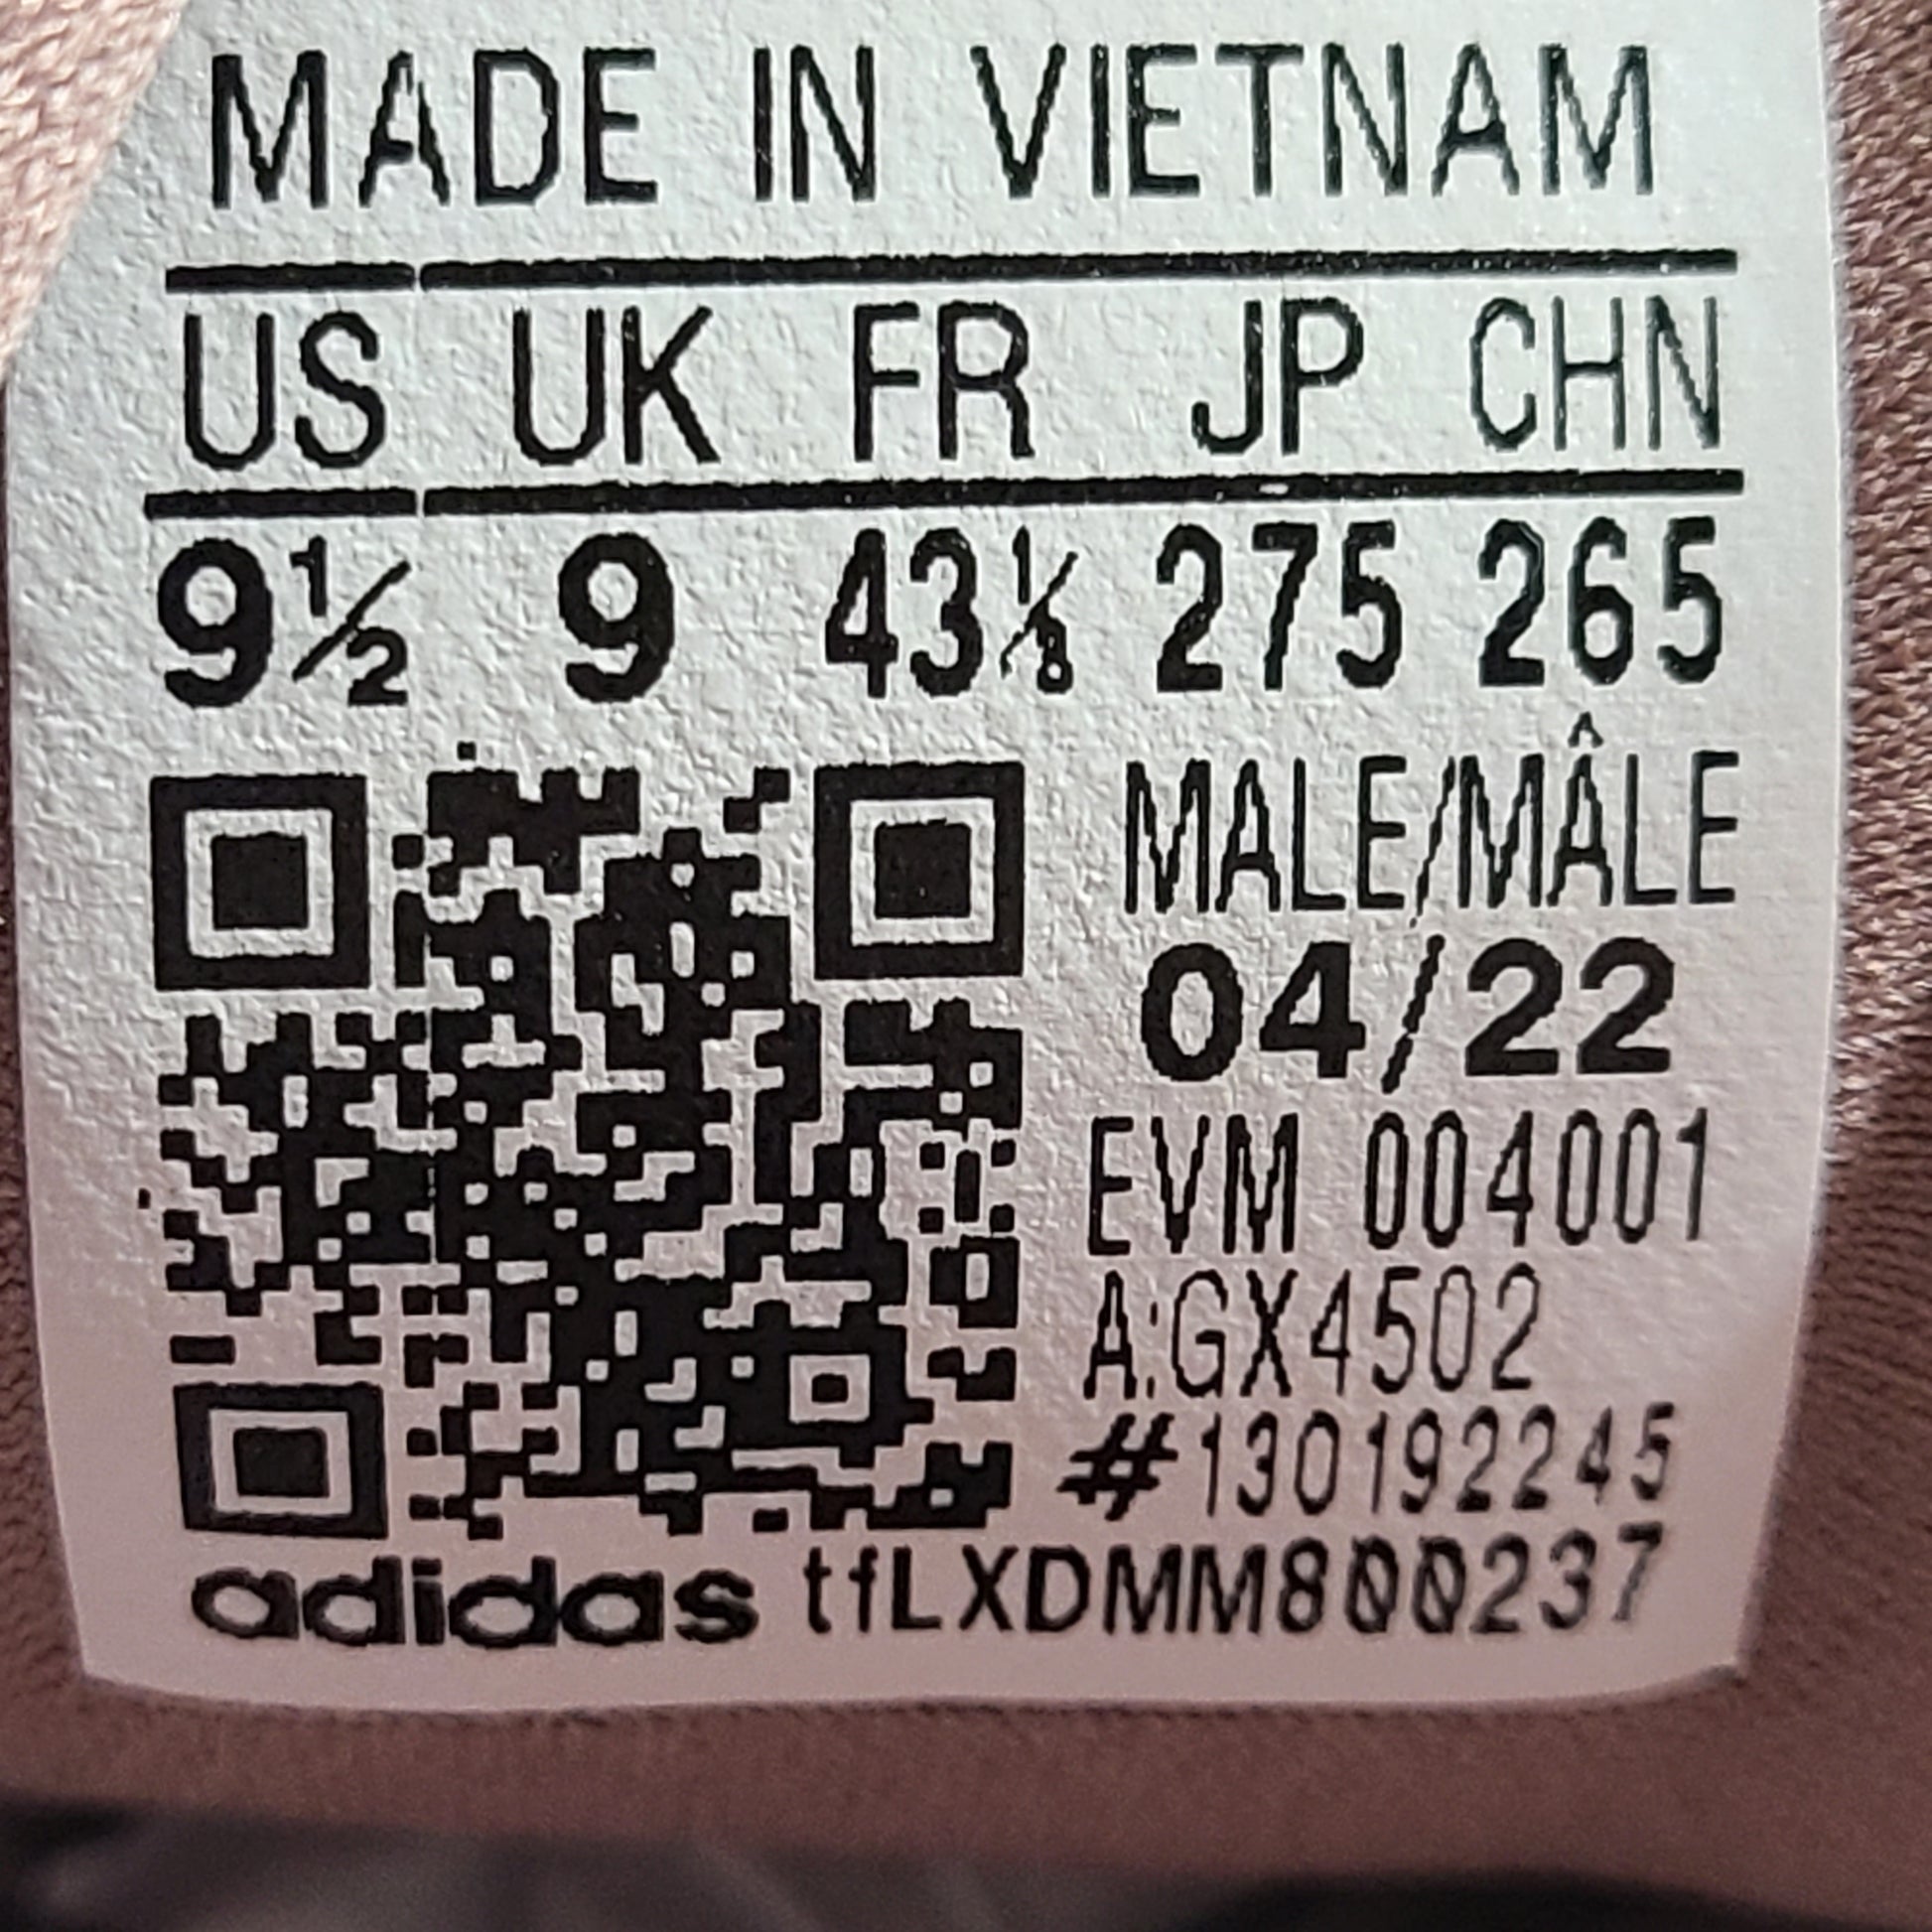 MADE IN VIETNAM
US UK FR JP CHN
9½ 9 43⅓ 275 265
MALE/MÂLE
04/22
EVM 004001
A:GX4502
#130192245
adidas tfLXDMM800237